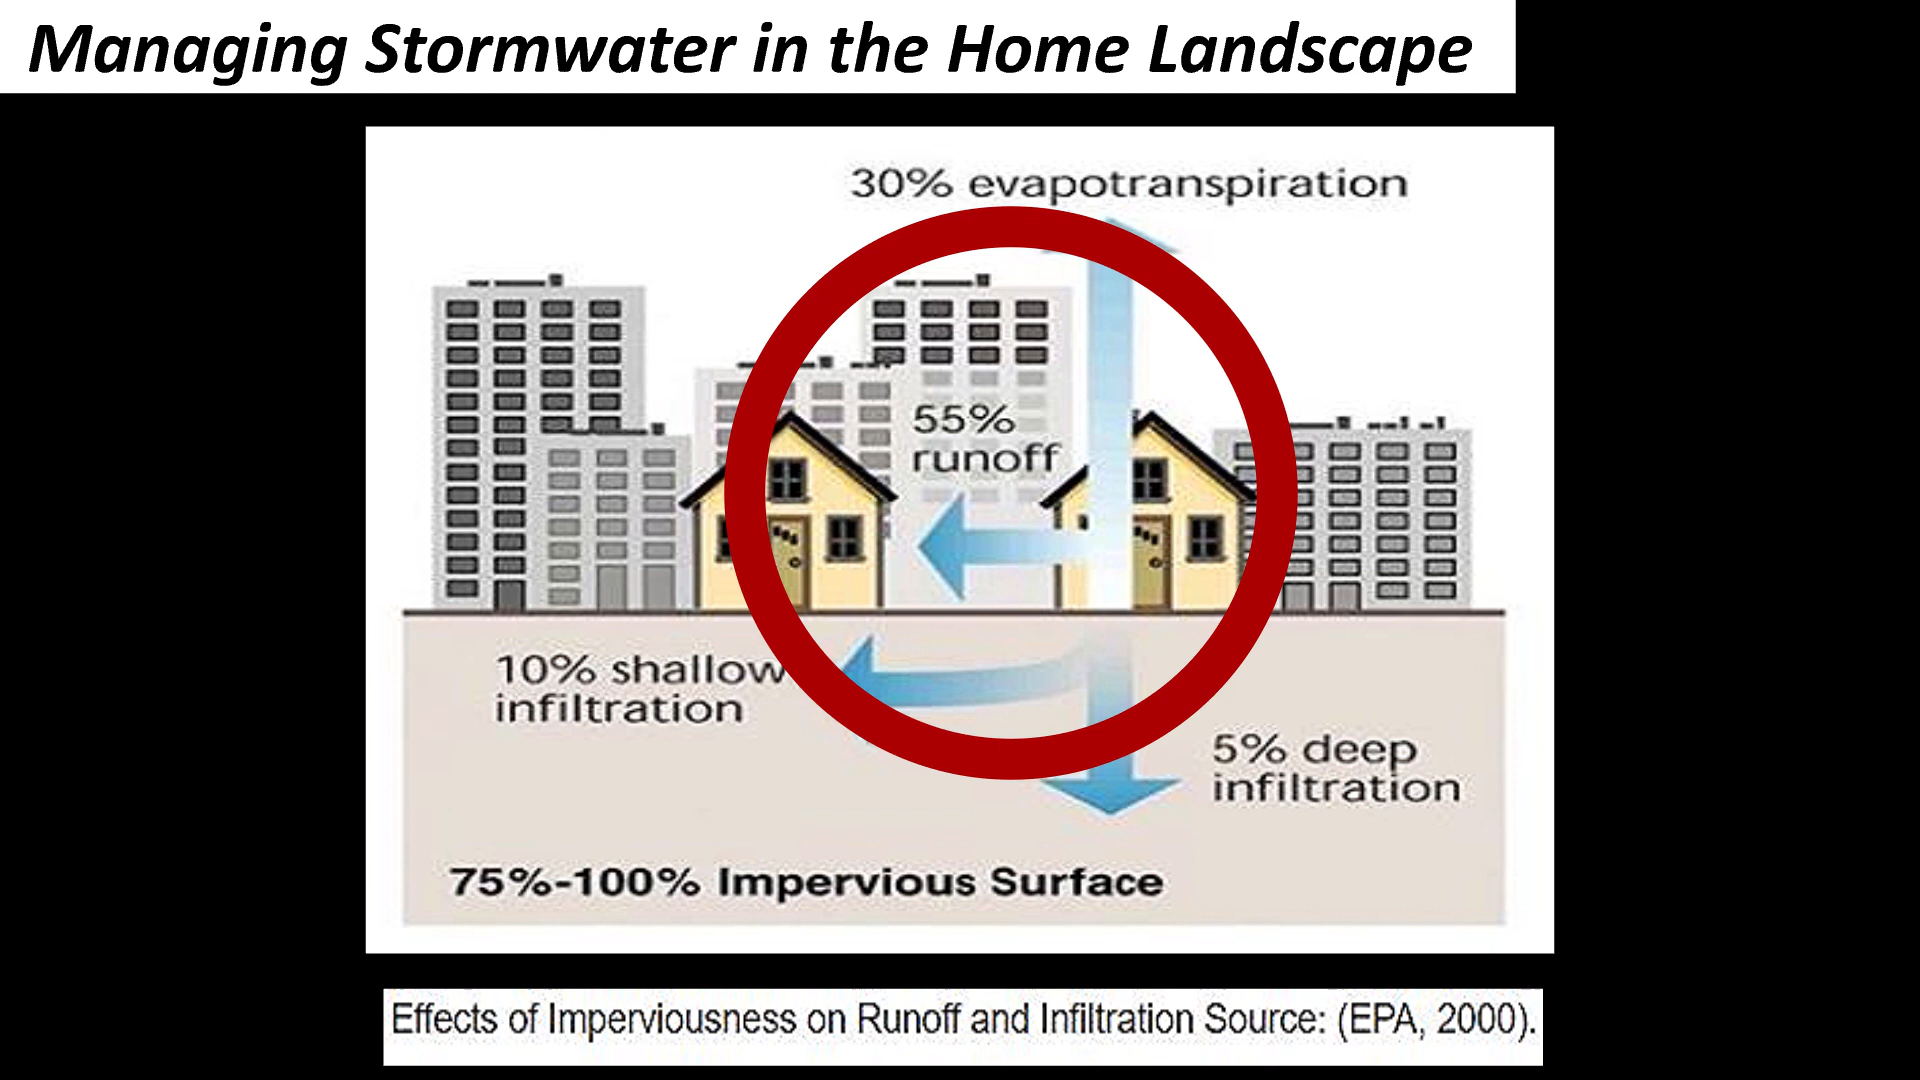 Managing Stormwater in the Home Landscape
30% evapotranspiration
55%
runoff
10% shallow
infiltration
5% deep
infiltration
75%-100% Impervious Surface
Effects of Imperviousness on Runoff and Infiltration Source: (EPA, 2000).